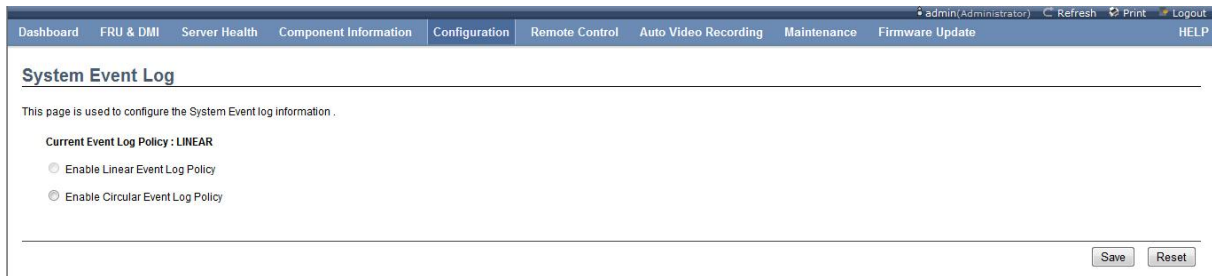 admin(Administrator) Refresh Print Logout
Dashboard FRU & DMI Server Health Component Information Configuration Remote Control Auto Video Recording Maintenance Firmware Update HELP
System Event Log
This page is used to configure the System Event log information .
Current Event Log Policy : LINEAR
Enable Linear Event Log Policy
Enable Circular Event Log Policy
Save Reset